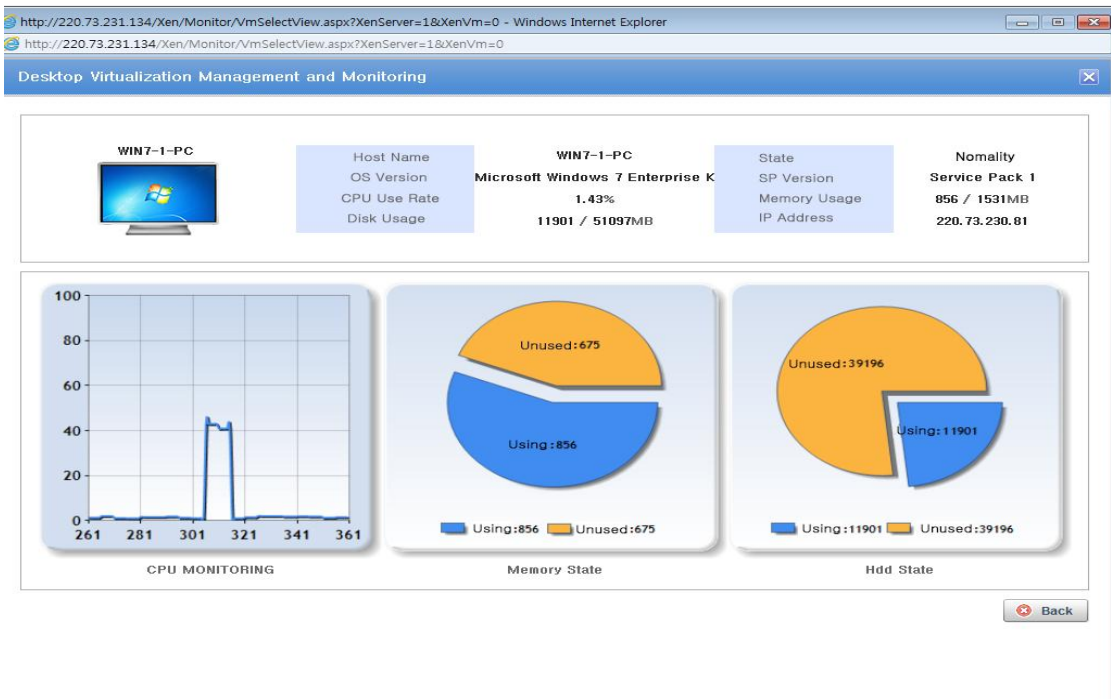 http://220.73.231.134/Xen/Monitor/VmSelectView.aspx?XenServer=1&XenVm=0 - Windows Internet Explorer
http://220.73.231.134/Xen/Monitor/VmSelectView.aspx?XenServer=1&XenVm=0
Desktop Virtualization Management and Monitoring
WIN7-1-PC
Host Name WIN7-1-PC State Nomality
OS Version Microsoft Windows 7 Enterprise K SP Version Service Pack 1
CPU Use Rate 1.43% Memory Usage 856 / 1531MB
Disk Usage 11901 / 51097MB IP Address 220.73.230.81
100
80
60
40
20
0
261 281 301 321 341 361
CPU MONITORING
Unused:675
Using:856
Using:856 Unused:675
Memory State
Unused:39196
Using:11901
Using:11901 Unused:39196
Hdd State
Back